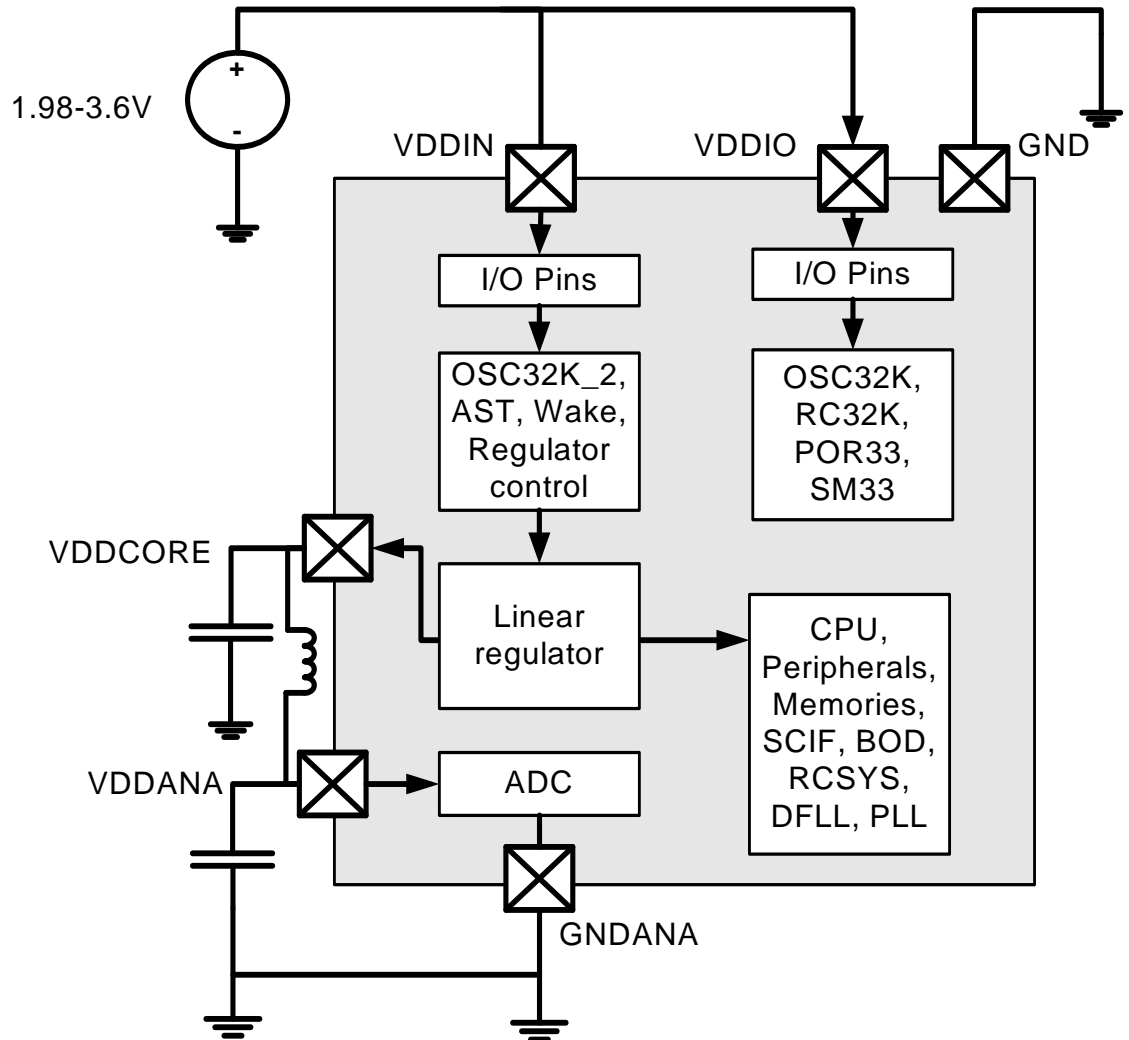 +
1.98-3.6V
-
VDDIN
VDDIO
GND
I/O Pins
I/O Pins
OSC32K_2,
AST, Wake,
Regulator
control
OSC32K,
RC32K,
POR33,
SM33
VDDCORE
Linear
regulator
CPU,
Peripherals,
Memories,
SCIF, BOD,
RCSYS,
DFLL, PLL
VDDANA
ADC
GNDANA